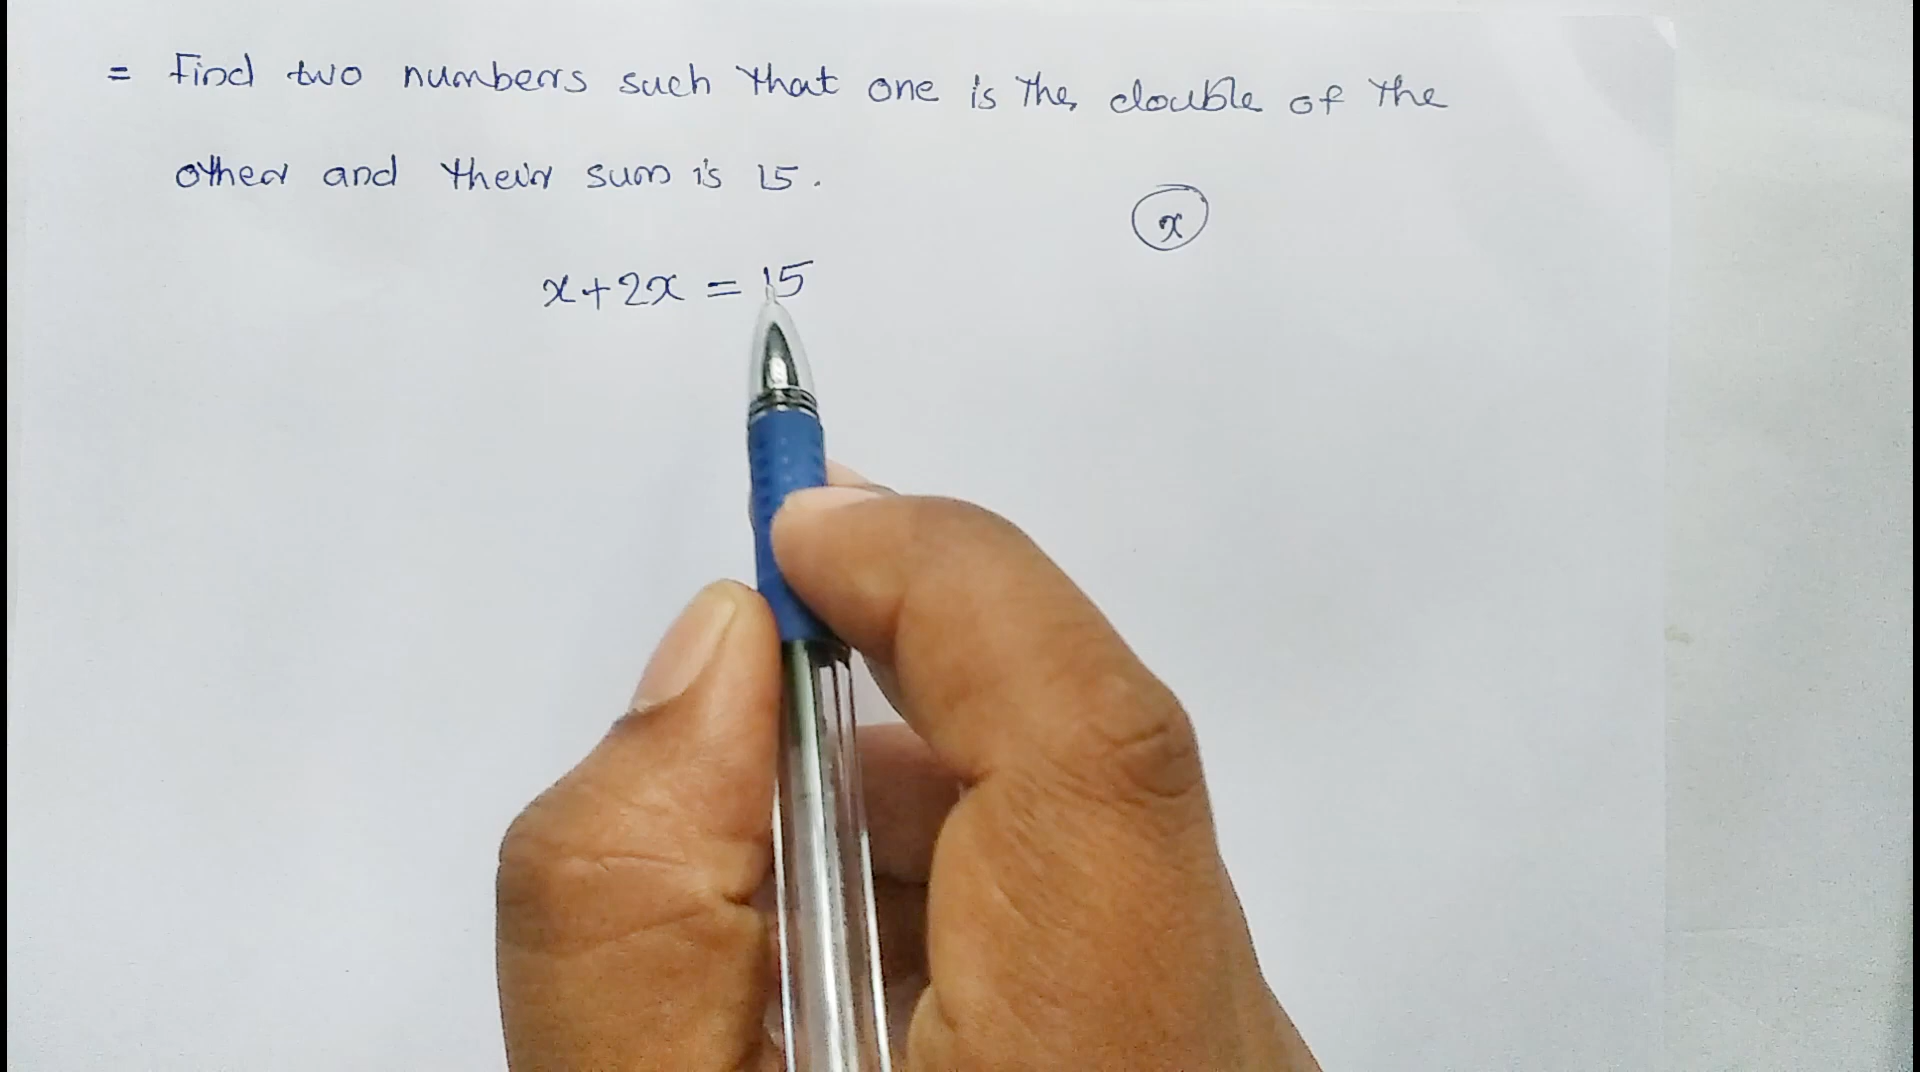 = Find two numbers such that one is the double of the
other and their sum is 15.
x
x+2x = 15